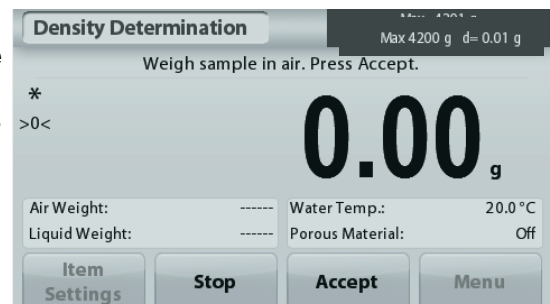 Density Determination
Max 4200 g d= 0.01 g
Weigh sample in air. Press Accept.
*
>0<
0.00 g
Air Weight: ------
Water Temp.: 20.0 °C
Liquid Weight: ------
Porous Material: Off
Item Settings
Stop
Accept
Menu